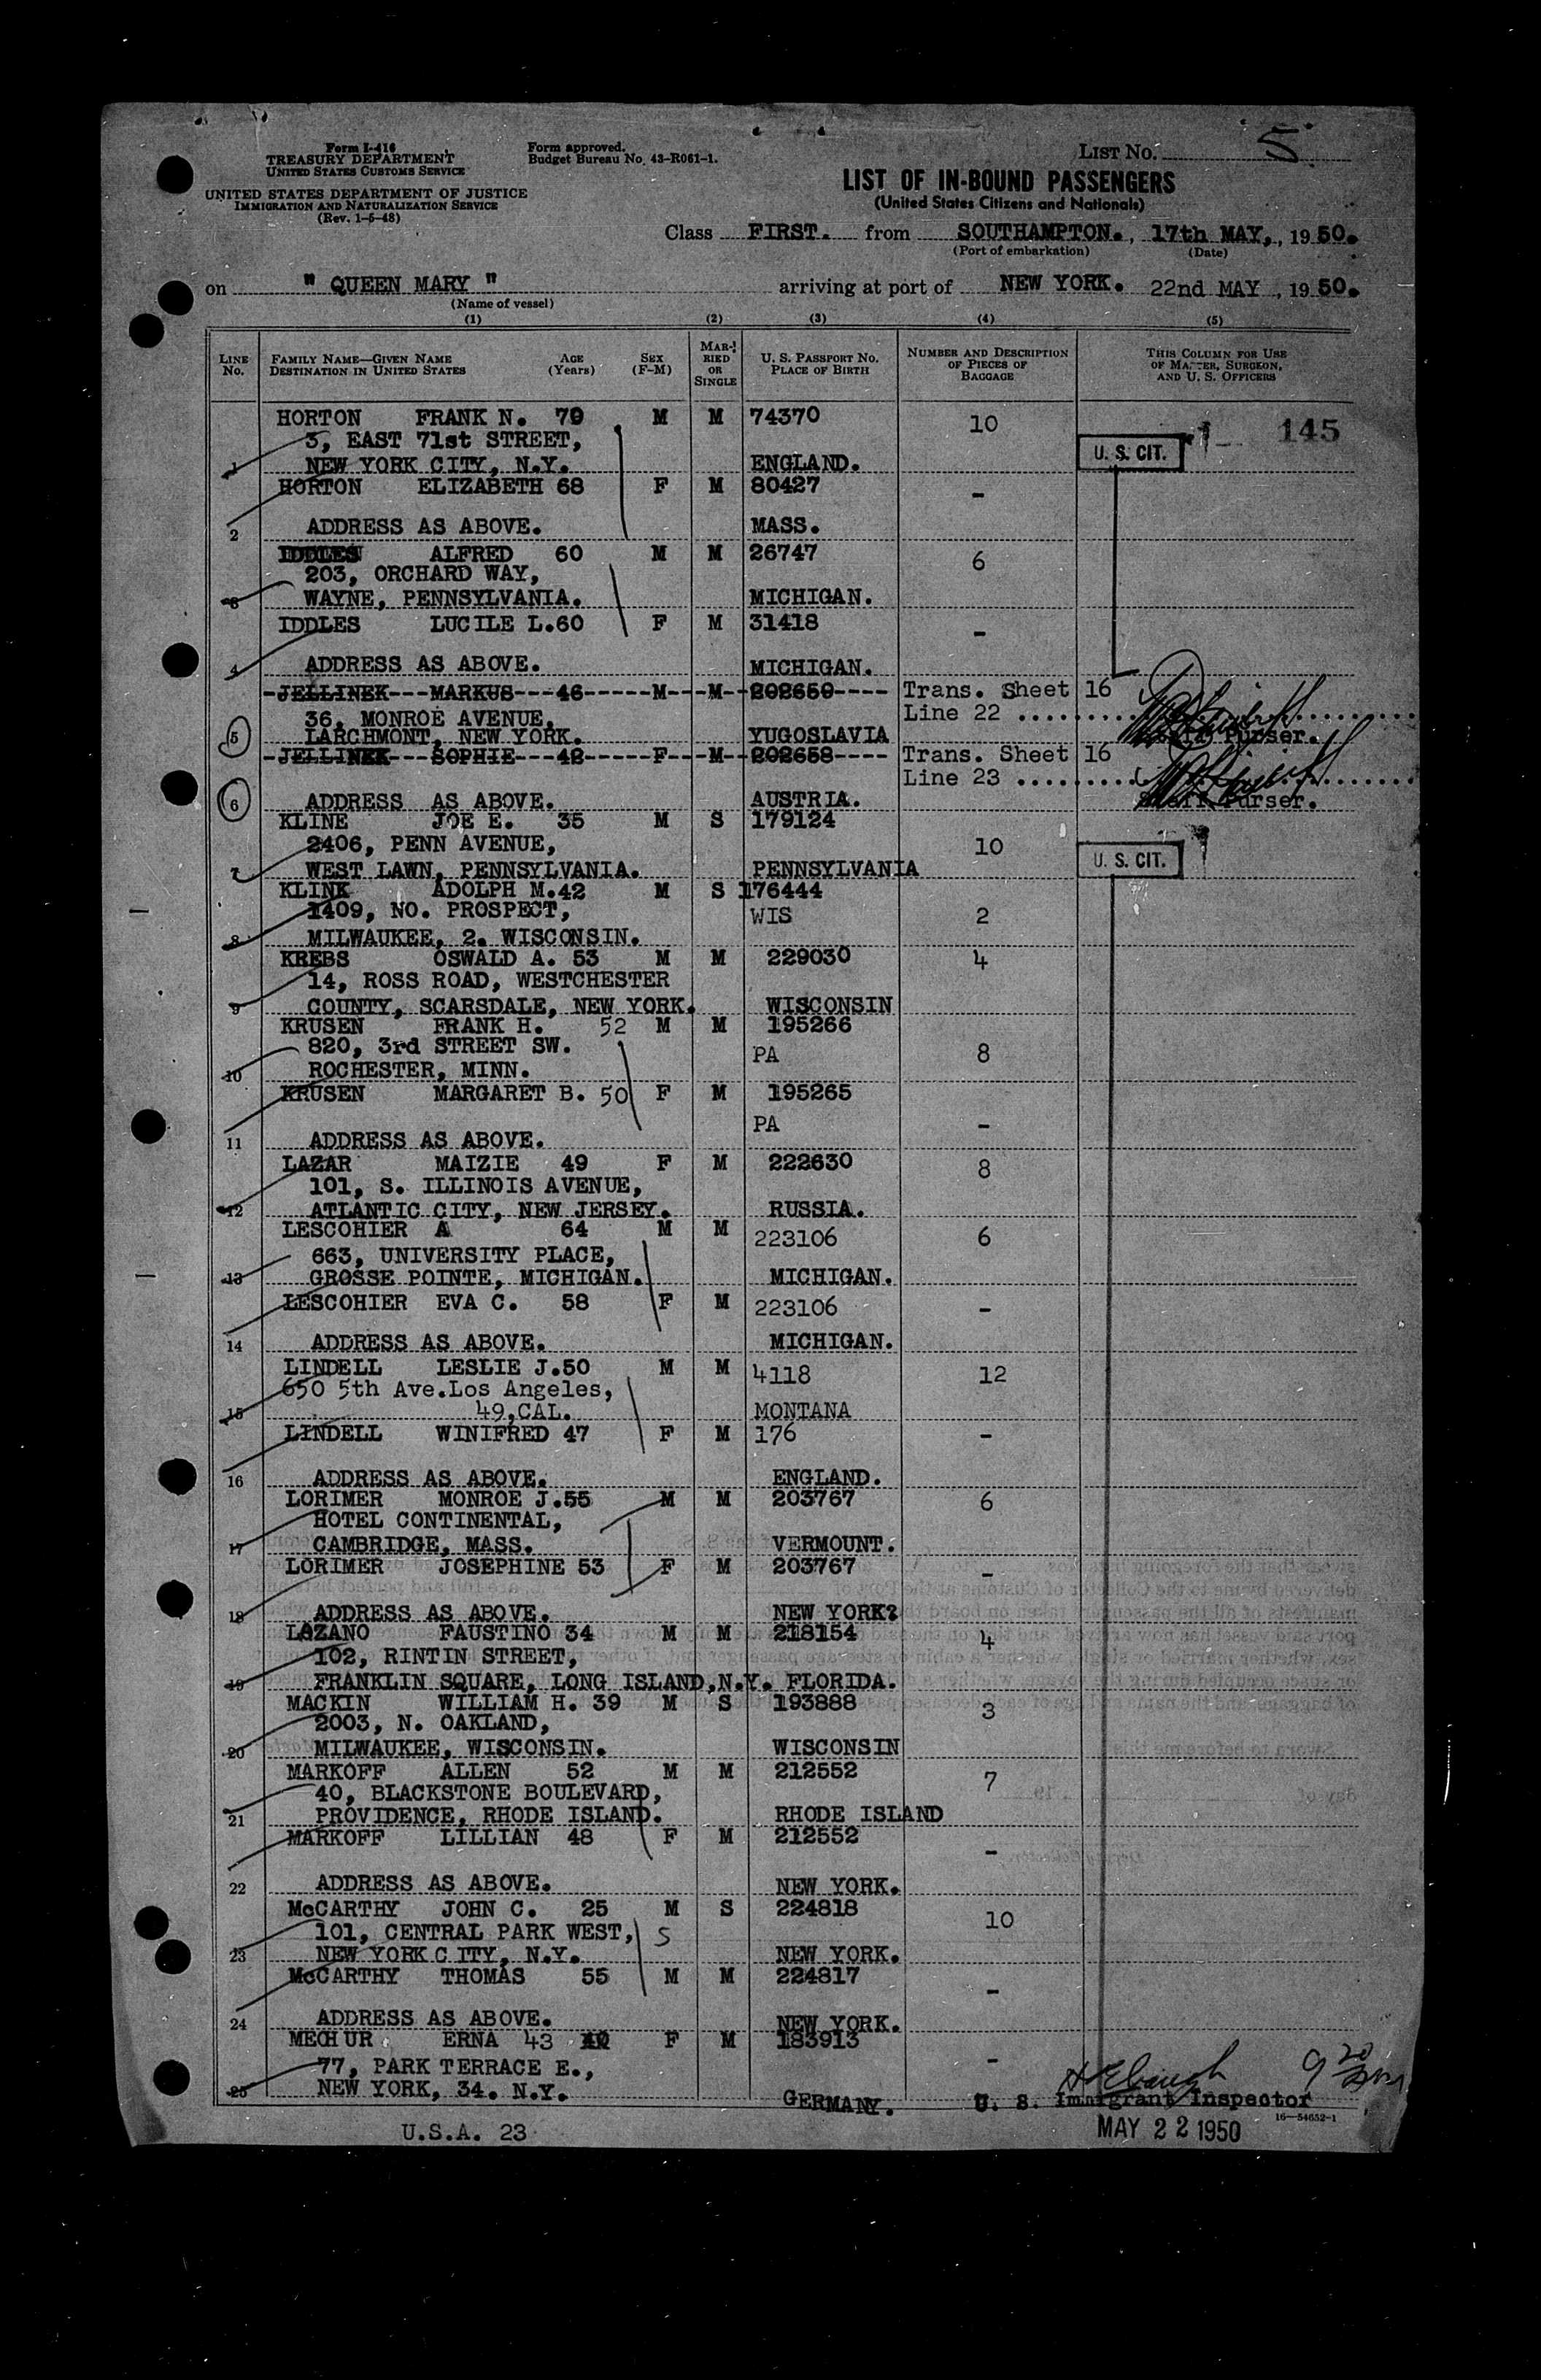 Form I-416
TREASURY DEPARTMENT
UNITED STATES CUSTOMS SERVICE
UNITED STATES DEPARTMENT OF JUSTICE
IMMIGRATION AND NATURALIZATION SERVICE
(Rev. 1-5-48)
Form approved.
Budget Bureau No. 43-R061-1.
LIST No. 5
LIST OF IN-BOUND PASSENGERS
(United States Citizens and Nationals)
Class FIRST. from SOUTHAMPTON., 17th MAY, , 1950.
(Port of embarkation) (Date)
on " QUEEN MARY " arriving at port of NEW YORK. 22nd MAY , 1950.
(Name of vessel)
(1) (2) (3) (4) (5)
LINE No. FAMILY NAME—GIVEN NAME DESTINATION IN UNITED STATES AGE (Years) SEX (F-M) MARRIED OR SINGLE U. S. PASSPORT NO. PLACE OF BIRTH NUMBER AND DESCRIPTION OF PIECES OF BAGGAGE THIS COLUMN FOR USE OF MASTER, SURGEON, AND U. S. OFFICERS
HORTON FRANK N. 79 M M 74370 10 145
3, EAST 71st STREET, U. S. CIT.
1 NEW YORK CITY, N.Y. ENGLAND.
HORTON ELIZABETH 68 F M 80427 -
2 ADDRESS AS ABOVE. MASS.
IDDLES ALFRED 60 M M 26747 6
203, ORCHARD WAY,
3 WAYNE, PENNSYLVANIA. MICHIGAN.
IDDLES LUCILE L.60 F M 31418 -
4 ADDRESS AS ABOVE. MICHIGAN.
-JELLINEK---MARKUS---46-----M--M--202659---- Trans. Sheet 16
36, MONROE AVENUE, Line 22 ........
5 LARCHMONT, NEW YORK. YUGOSLAVIA Purser.
-JELLINEK---SOPHIE---42-----F---M--202658---- Trans. Sheet 16
Line 23 ........
6 ADDRESS AS ABOVE. AUSTRIA. Purser.
KLINE JOE E. 35 M S 179124
2406, PENN AVENUE, 10 U. S. CIT.
7 WEST LAWN, PENNSYLVANIA. PENNSYLVANIA
KLINK ADOLPH M.42 M S 176444
1409, NO. PROSPECT, WIS 2
8 MILWAUKEE, 2. WISCONSIN.
KREBS OSWALD A. 53 M M 229030 4
14, ROSS ROAD, WESTCHESTER
9 COUNTY, SCARSDALE, NEW YORK. WISCONSIN
KRUSEN FRANK H. 52 M M 195266
820, 3rd STREET SW. PA 8
10 ROCHESTER, MINN.
KRUSEN MARGARET B. 50 F M 195265
PA -
11 ADDRESS AS ABOVE.
LAZAR MAIZIE 49 F M 222630 8
101, S. ILLINOIS AVENUE,
12 ATLANTIC CITY, NEW JERSEY. RUSSIA.
LESCOHIER A 64 M M 223106 6
663, UNIVERSITY PLACE,
13 GROSSE POINTE, MICHIGAN. MICHIGAN.
LESCOHIER EVA C. 58 F M 223106 -
14 ADDRESS AS ABOVE. MICHIGAN.
LINDELL LESLIE J.50 M M 4118 12
650 5th Ave.Los Angeles,
15 49,CAL. MONTANA
LINDELL WINIFRED 47 F M 176 -
16 ADDRESS AS ABOVE. ENGLAND.
LORIMER MONROE J.55 M M 203767 6
HOTEL CONTINENTAL,
17 CAMBRIDGE, MASS. VERMOUNT.
LORIMER JOSEPHINE 53 F M 203767 -
18 ADDRESS AS ABOVE. NEW YORK?
LAZANO FAUSTINO 34 M M 218154 4
102, RINTIN STREET,
19 FRANKLIN SQUARE, LONG ISLAND,N.Y. FLORIDA.
MACKIN WILLIAM H. 39 M S 193888 3
2003, N. OAKLAND,
20 MILWAUKEE, WISCONSIN. WISCONSIN
MARKOFF ALLEN 52 M M 212552 7
40, BLACKSTONE BOULEVARD,
21 PROVIDENCE, RHODE ISLAND. RHODE ISLAND
MARKOFF LILLIAN 48 F M 212552 -
22 ADDRESS AS ABOVE. NEW YORK.
McCARTHY JOHN C. 25 M S 224818 10
101, CENTRAL PARK WEST, S
23 NEW YORK CITY, N.Y. NEW YORK.
McCARTHY THOMAS 55 M M 224817 -
24 ADDRESS AS ABOVE. NEW YORK.
MECHUR ERNA 43 F M 183913 -
77, PARK TERRACE E.,
25 NEW YORK, 34. N.Y. GERMANY. U. S. Immigrant Inspector
16—54652-1
U.S.A. 23 MAY 22 1950